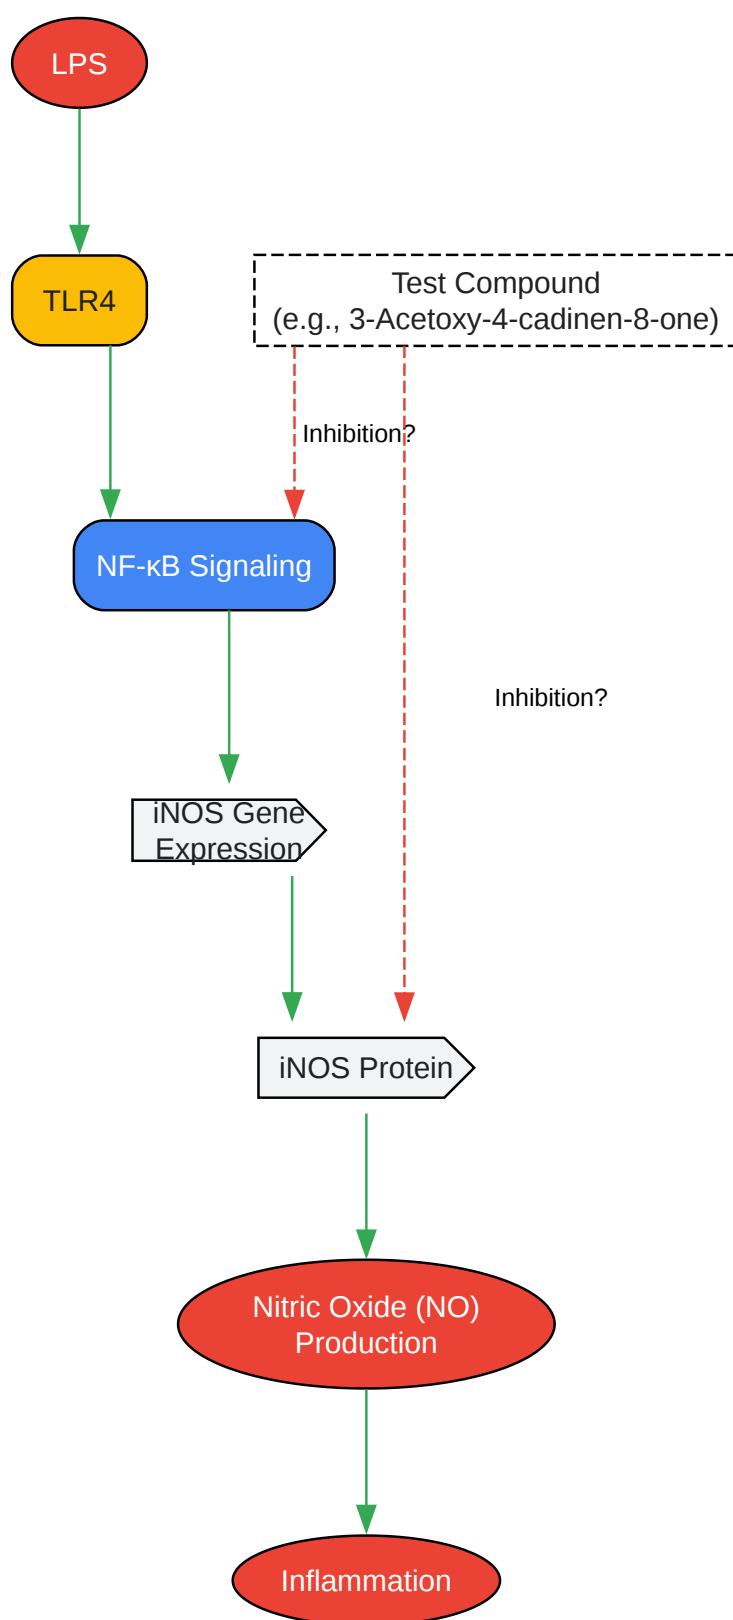 LPS
TLR4
Test Compound
(e.g., 3-Acetoxy-4-cadinen-8-one)
Inhibition?
NF-κB Signaling
Inhibition?
iNOS Gene
Expression
iNOS Protein
Nitric Oxide (NO)
Production
Inflammation